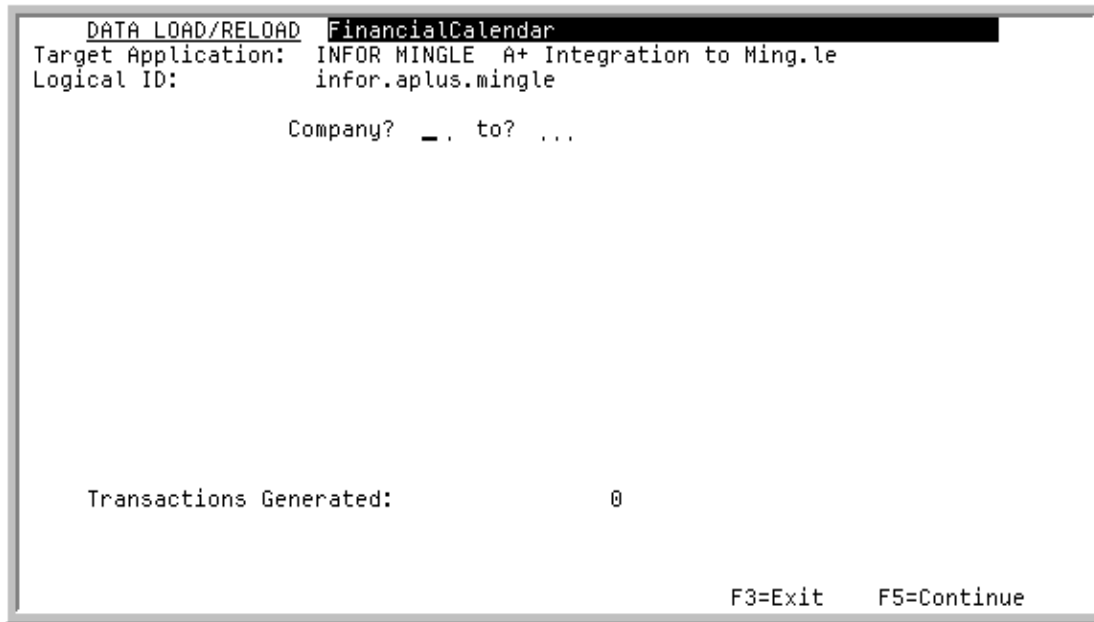 DATA LOAD/RELOAD FinancialCalendar
Target Application: INFOR MINGLE A+ Integration to Ming.le
Logical ID: infor.aplus.mingle
Company? _ . to? ...
Transactions Generated: 0
F3=Exit F5=Continue